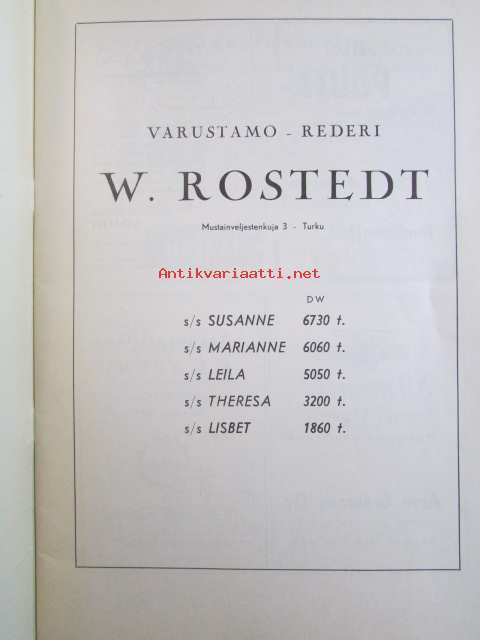 VARUSTAMO - REDERI
W. ROSTEDT
Mustainveljestenkuja 3 - Turku
Antikvariaatti.net
DW
s/s SUSANNE 6730 t.
s/s MARIANNE 6060 t.
s/s LEILA 5050 t.
s/s THERESA 3200 t.
s/s LISBET 1860 t.